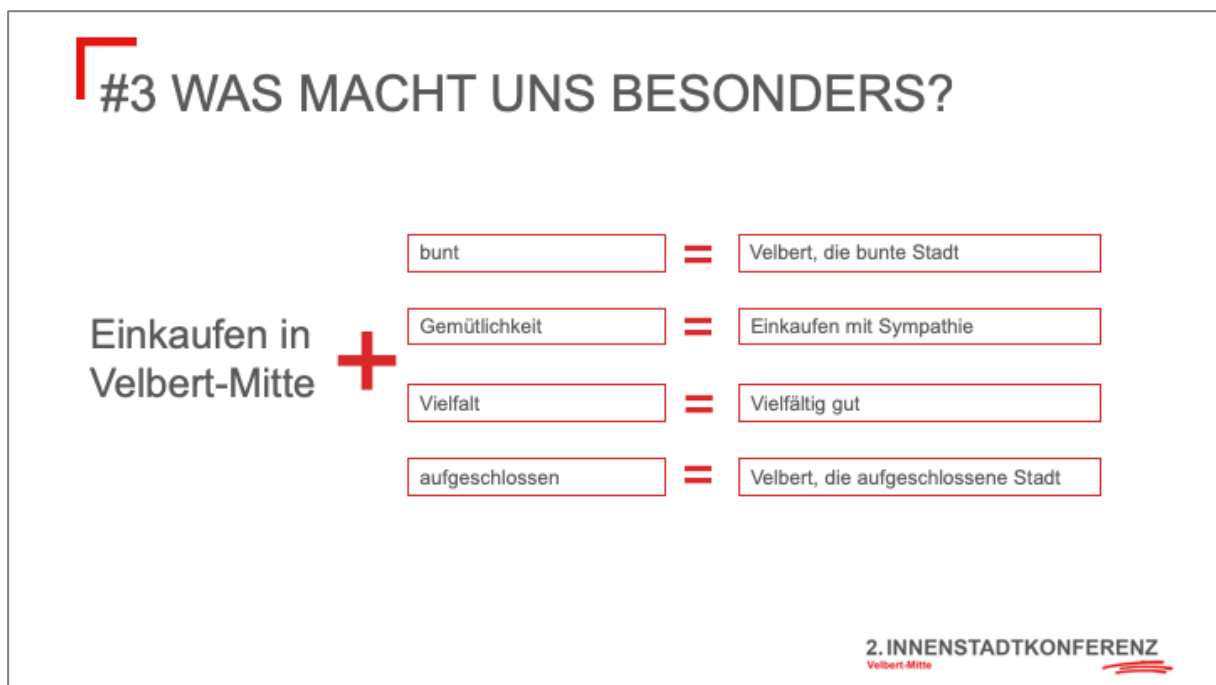 #3 WAS MACHT UNS BESONDERS?
Einkaufen in
Velbert-Mitte
+
bunt = Velbert, die bunte Stadt
Gemütlichkeit = Einkaufen mit Sympathie
Vielfalt = Vielfältig gut
aufgeschlossen = Velbert, die aufgeschlossene Stadt
2. INNENSTADTKONFERENZ
Velbert-Mitte